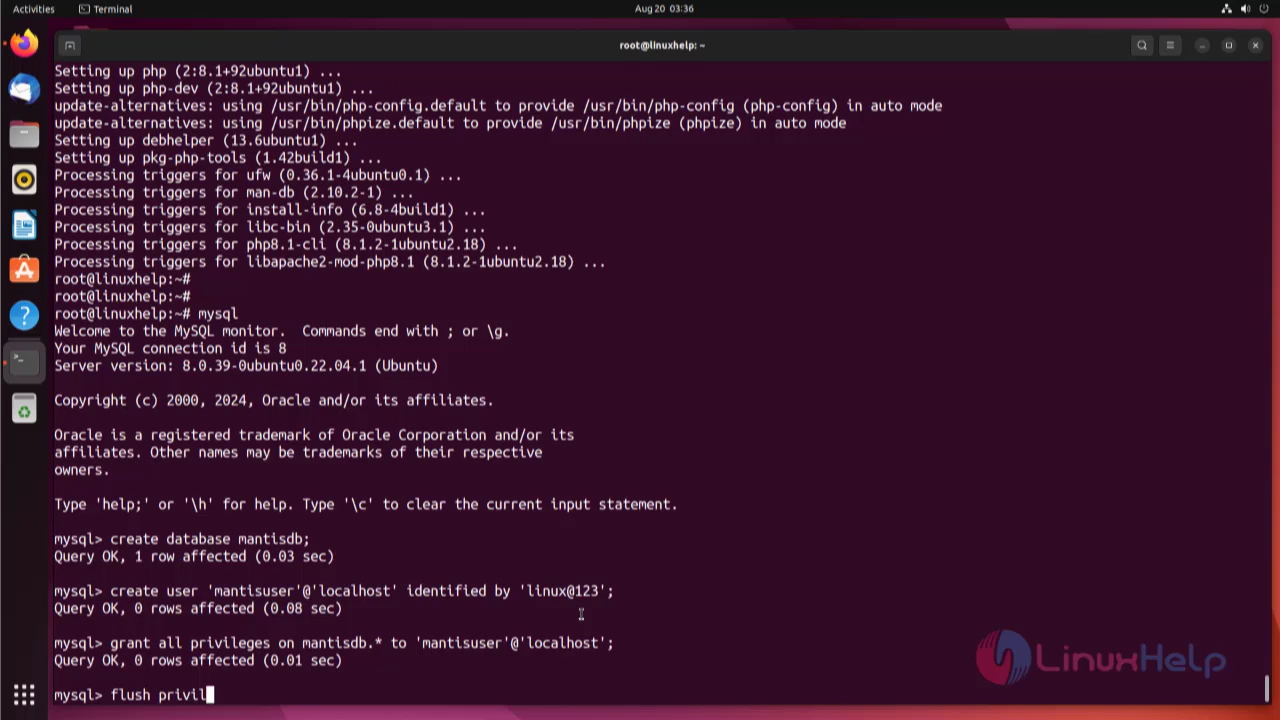 Activities
Terminal
Aug 20 03:36
root@linuxhelp: ~
Setting up php (2:8.1+92ubuntu1) ...
Setting up php-dev (2:8.1+92ubuntu1) ...
update-alternatives: using /usr/bin/php-config.default to provide /usr/bin/php-config (php-config) in auto mode
update-alternatives: using /usr/bin/phpize.default to provide /usr/bin/phpize (phpize) in auto mode
Setting up debhelper (13.6ubuntu1) ...
Setting up pkg-php-tools (1.42build1) ...
Processing triggers for ufw (0.36.1-4ubuntu0.1) ...
Processing triggers for man-db (2.10.2-1) ...
Processing triggers for install-info (6.8-4build1) ...
Processing triggers for libc-bin (2.35-0ubuntu3.1) ...
Processing triggers for php8.1-cli (8.1.2-1ubuntu2.18) ...
Processing triggers for libapache2-mod-php8.1 (8.1.2-1ubuntu2.18) ...
root@linuxhelp:~#
root@linuxhelp:~#
root@linuxhelp:~# mysql
Welcome to the MySQL monitor.  Commands end with ; or \g.
Your MySQL connection id is 8
Server version: 8.0.39-0ubuntu0.22.04.1 (Ubuntu)
Copyright (c) 2000, 2024, Oracle and/or its affiliates.
Oracle is a registered trademark of Oracle Corporation and/or its
affiliates. Other names may be trademarks of their respective
owners.
Type 'help;' or '\h' for help. Type '\c' to clear the current input statement.
mysql> create database mantisdb;
Query OK, 1 row affected (0.03 sec)
mysql> create user 'mantisuser'@'localhost' identified by 'linux@123';
Query OK, 0 rows affected (0.08 sec)
mysql> grant all privileges on mantisdb.* to 'mantisuser'@'localhost';
Query OK, 0 rows affected (0.01 sec)
mysql> flush privil
LinuxHelp